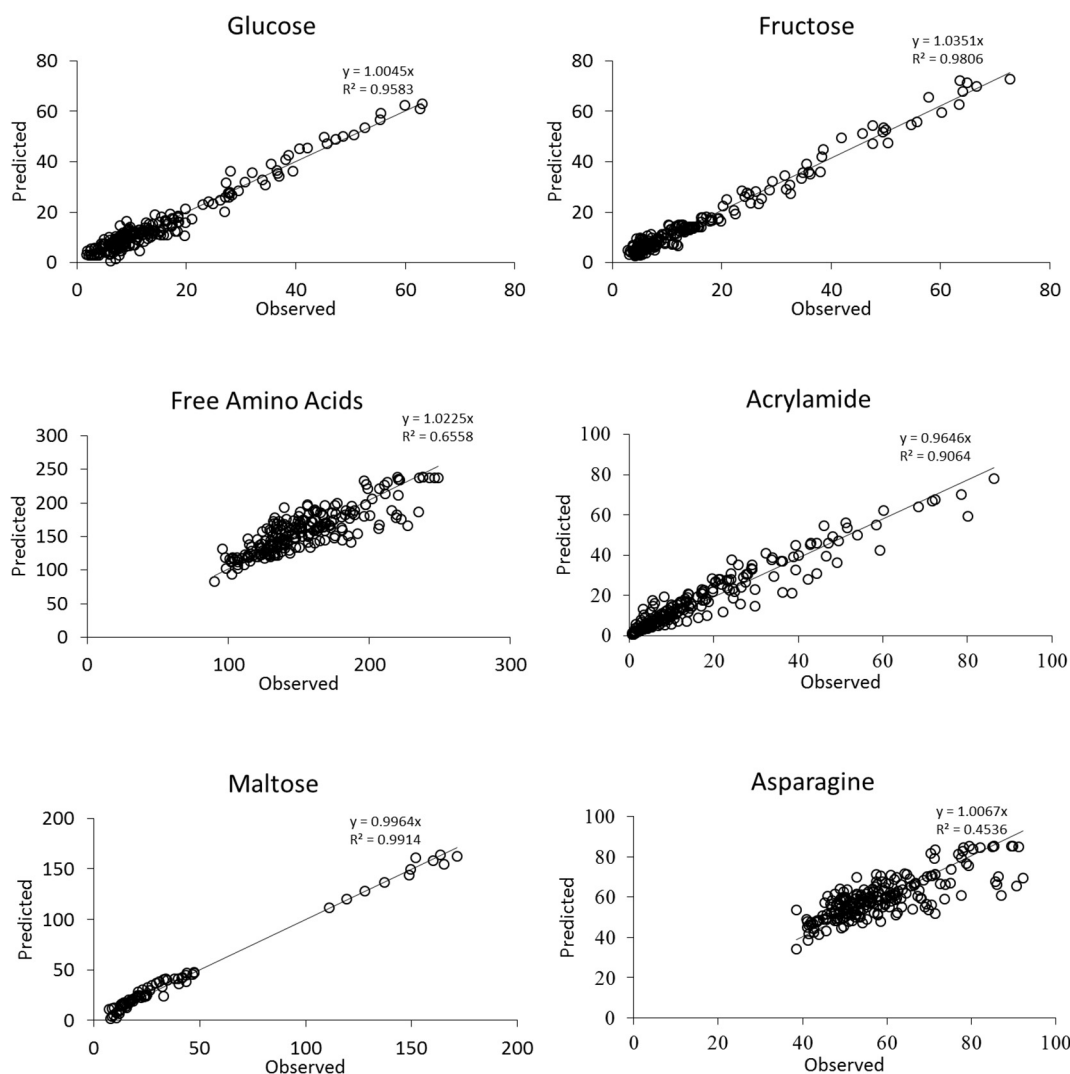 Glucose
y = 1.0045x
R² = 0.9583
80
60
40
20
0
Predicted
0 20 40 60 80
Observed
Fructose
y = 1.0351x
R² = 0.9806
80
60
40
20
0
Predicted
0 20 40 60 80
Observed
Free Amino Acids
y = 1.0225x
R² = 0.6558
300
250
200
150
100
50
0
Predicted
0 100 200 300
Observed
Acrylamide
y = 0.9646x
R² = 0.9064
100
80
60
40
20
0
Predicted
0 20 40 60 80 100
Observed
Maltose
y = 0.9964x
R² = 0.9914
200
150
100
50
0
Predicted
0 50 100 150 200
Observed
Asparagine
y = 1.0067x
R² = 0.4536
100
80
60
40
20
0
Predicted
0 20 40 60 80 100
Observed